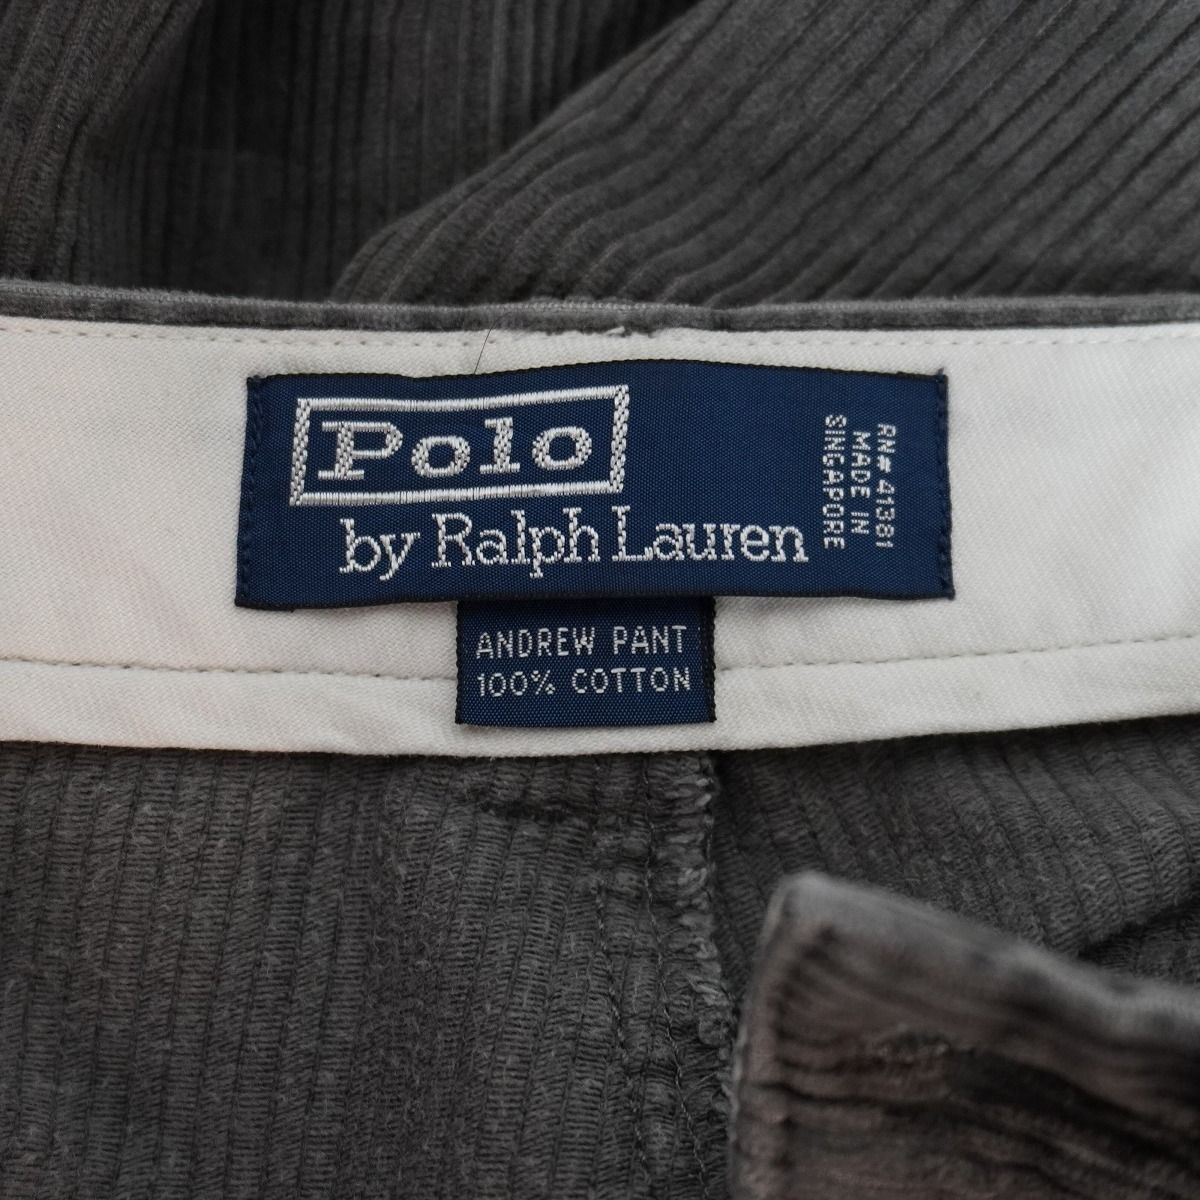 Polo
by Ralph Lauren
RN# 41381
MADE IN
SINGAPORE
ANDREW PANT
100% COTTON